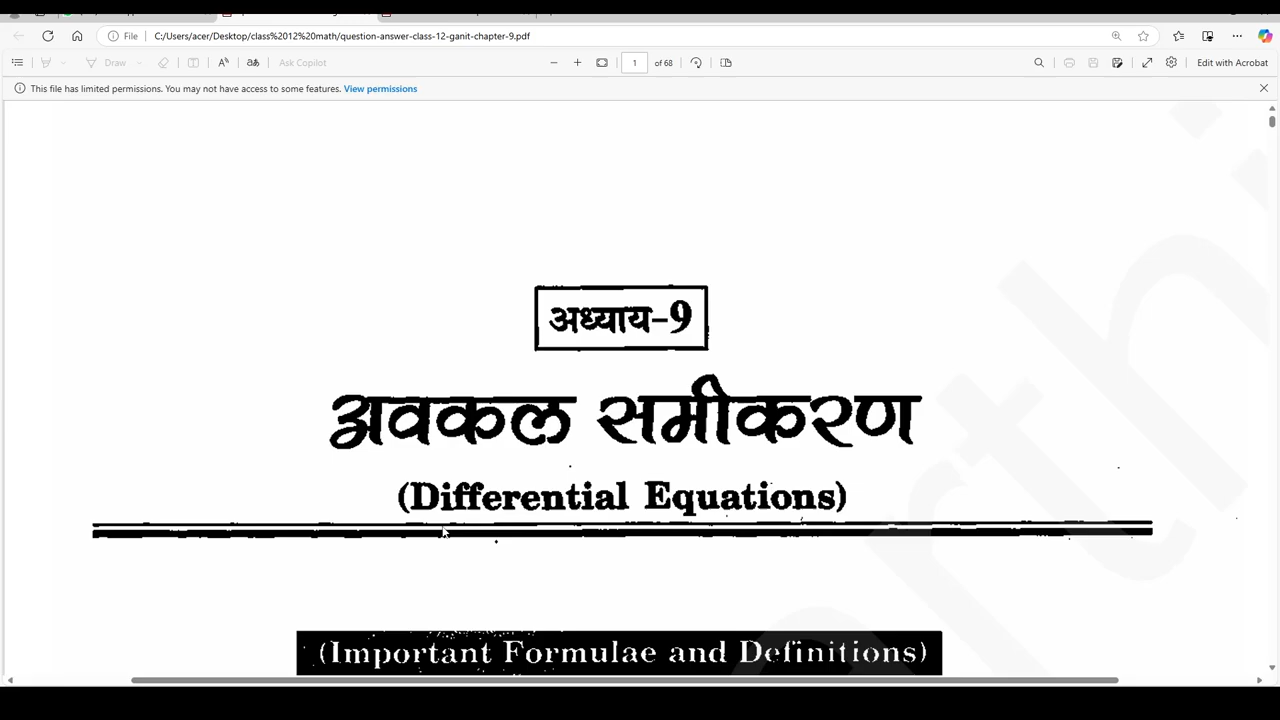 File
C:/Users/acer/Desktop/class%2012%20math/question-answer-class-12-ganit-chapter-9.pdf
Draw
Ask Copilot
1
of 68
Edit with Acrobat
This file has limited permissions. You may not have access to some features. View permissions
अध्याय–9
अवकल समीकरण
(Differential Equations)
(Important Formulae and Definitions)